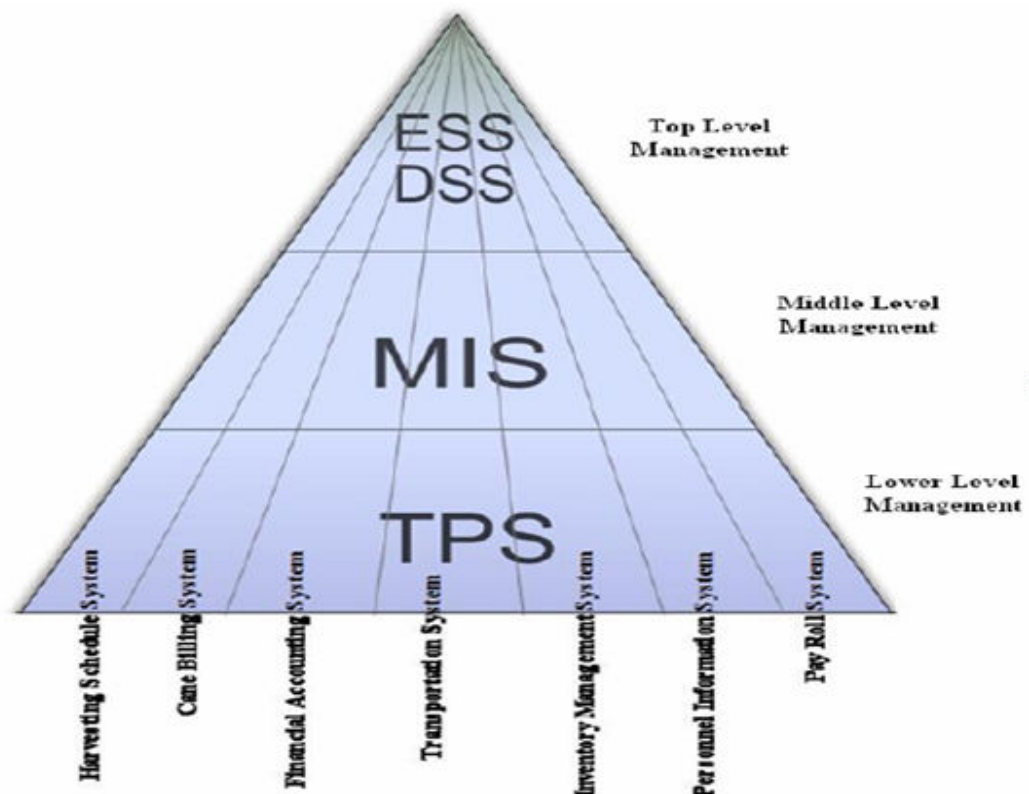 ESS
DSS
Top Level
Management
MIS
Middle Level
Management
TPS
Lower Level
Management
Harvesting Schedule System
Cane Billing System
Financial Accounting System
Transportation System
Inventory Management System
Personnel Information System
Pay Roll System